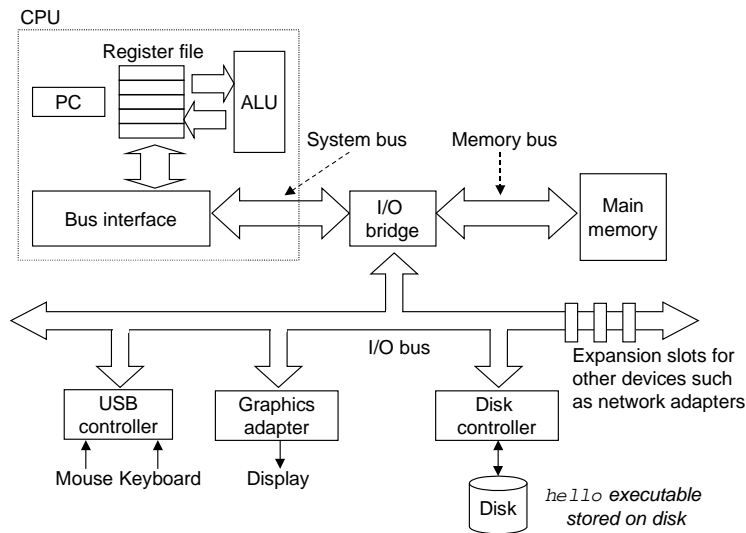 CPU
Register file
PC
ALU
System bus
Memory bus
Bus interface
I/O
bridge
Main
memory
I/O bus
Expansion slots for
other devices such
as network adapters
USB
controller
Graphics
adapter
Disk
controller
Mouse Keyboard
Display
Disk
hello executable
stored on disk